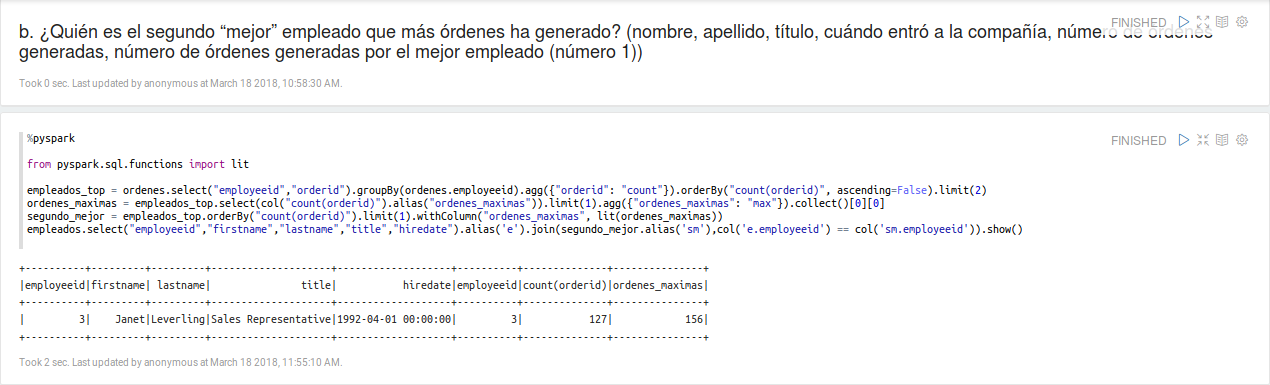 FINISHED
b. ¿Quién es el segundo “mejor” empleado que más órdenes ha generado? (nombre, apellido, título, cuándo entró a la compañía, número de órdenes
generadas, número de órdenes generadas por el mejor empleado (número 1))
Took 0 sec. Last updated by anonymous at March 18 2018, 10:58:30 AM.
FINISHED
%pyspark
from pyspark.sql.functions import lit
empleados_top = ordenes.select("employeeid","orderid").groupBy(ordenes.employeeid).agg({"orderid": "count"}).orderBy("count(orderid)", ascending=False).limit(2)
ordenes_maximas = empleados_top.select(col("count(orderid)").alias("ordenes_maximas")).limit(1).agg({"ordenes_maximas": "max"}).collect()[0][0]
segundo_mejor = empleados_top.orderBy("count(orderid)").limit(1).withColumn("ordenes_maximas", lit(ordenes_maximas))
empleados.select("employeeid","firstname","lastname","title","hiredate").alias('e').join(segundo_mejor.alias('sm'),col('e.employeeid') == col('sm.employeeid')).show()
+----------+---------+---------+--------------------+-------------------+----------+--------------+---------------+
|employeeid|firstname| lastname|               title|           hiredate|employeeid|count(orderid)|ordenes_maximas|
+----------+---------+---------+--------------------+-------------------+----------+--------------+---------------+
|         3|    Janet|Leverling|Sales Representative|1992-04-01 00:00:00|         3|           127|            156|
+----------+---------+---------+--------------------+-------------------+----------+--------------+---------------+
Took 2 sec. Last updated by anonymous at March 18 2018, 11:55:10 AM.